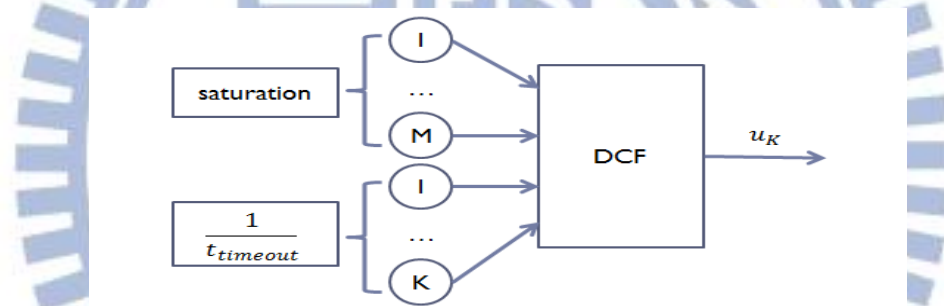 saturation
I
...
M
I
...
K
1
t_timeout
DCF
u_K